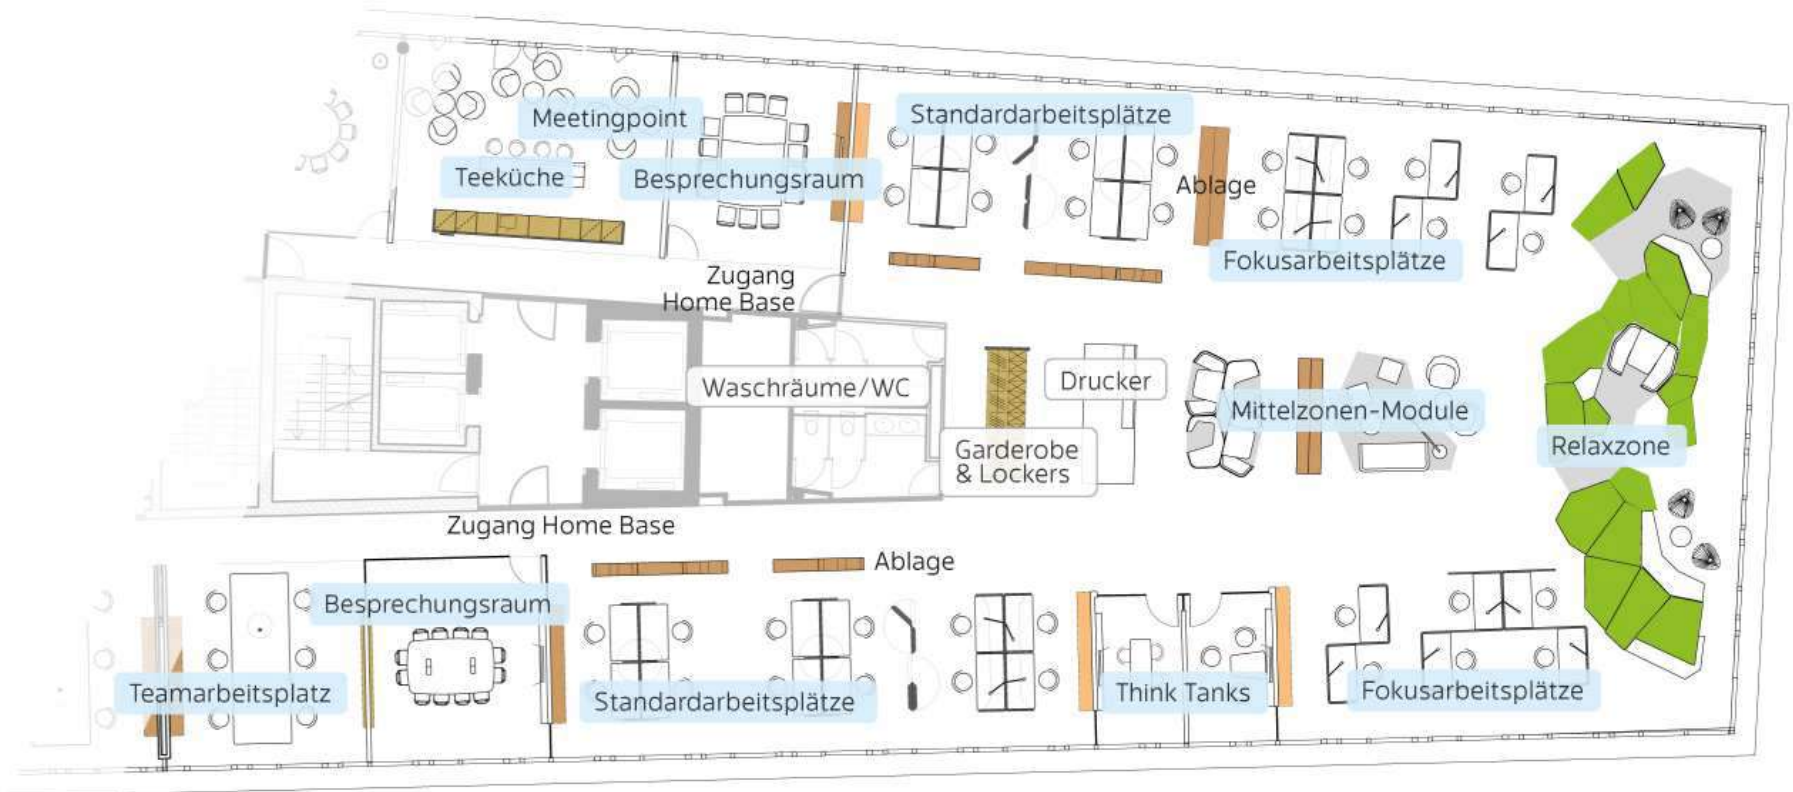 Meetingpoint
Standardarbeitsplätze
Teeküche
Besprechungsraum
Ablage
Fokusarbeitsplätze
Zugang
Home Base
Waschräume/WC
Drucker
Mittelzonen-Module
Relaxzone
Garderobe
& Lockers
Zugang Home Base
Ablage
Besprechungsraum
Teamarbeitsplatz
Standardarbeitsplätze
Think Tanks
Fokusarbeitsplätze